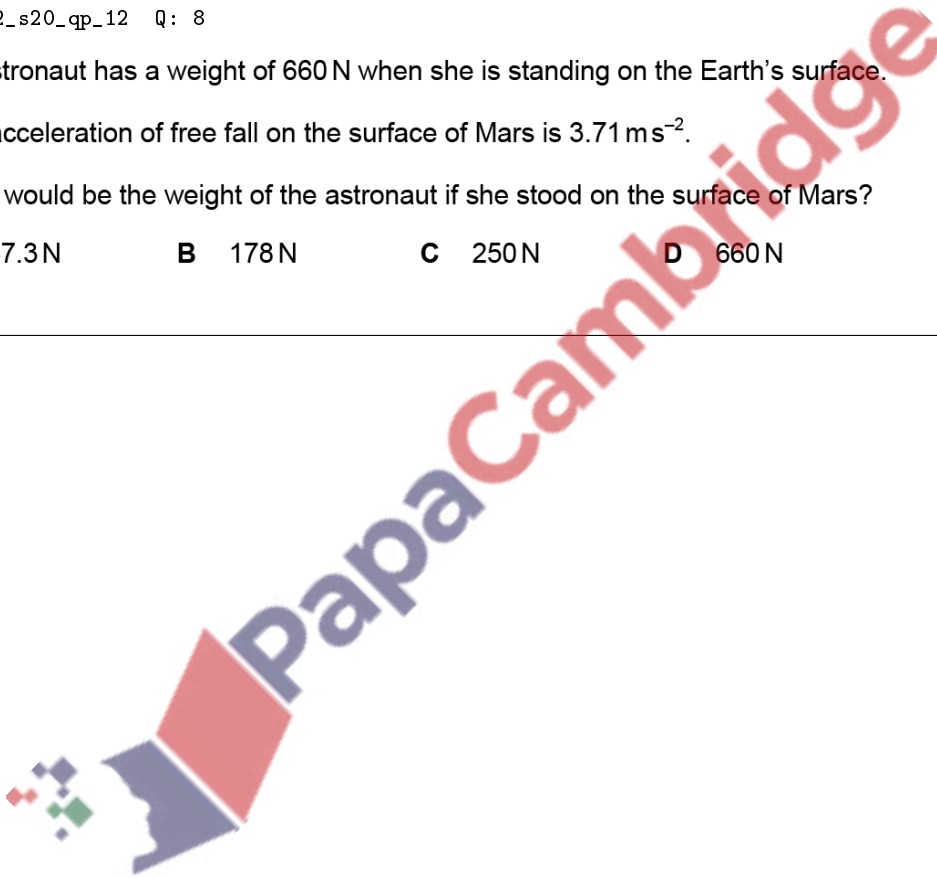 2_s20_qp_12 Q: 8
stronaut has a weight of 660 N when she is standing on the Earth’s surface.
acceleration of free fall on the surface of Mars is 3.71 m s⁻².
would be the weight of the astronaut if she stood on the surface of Mars?
7.3 N B 178 N C 250 N D 660 N
PapaCambridge